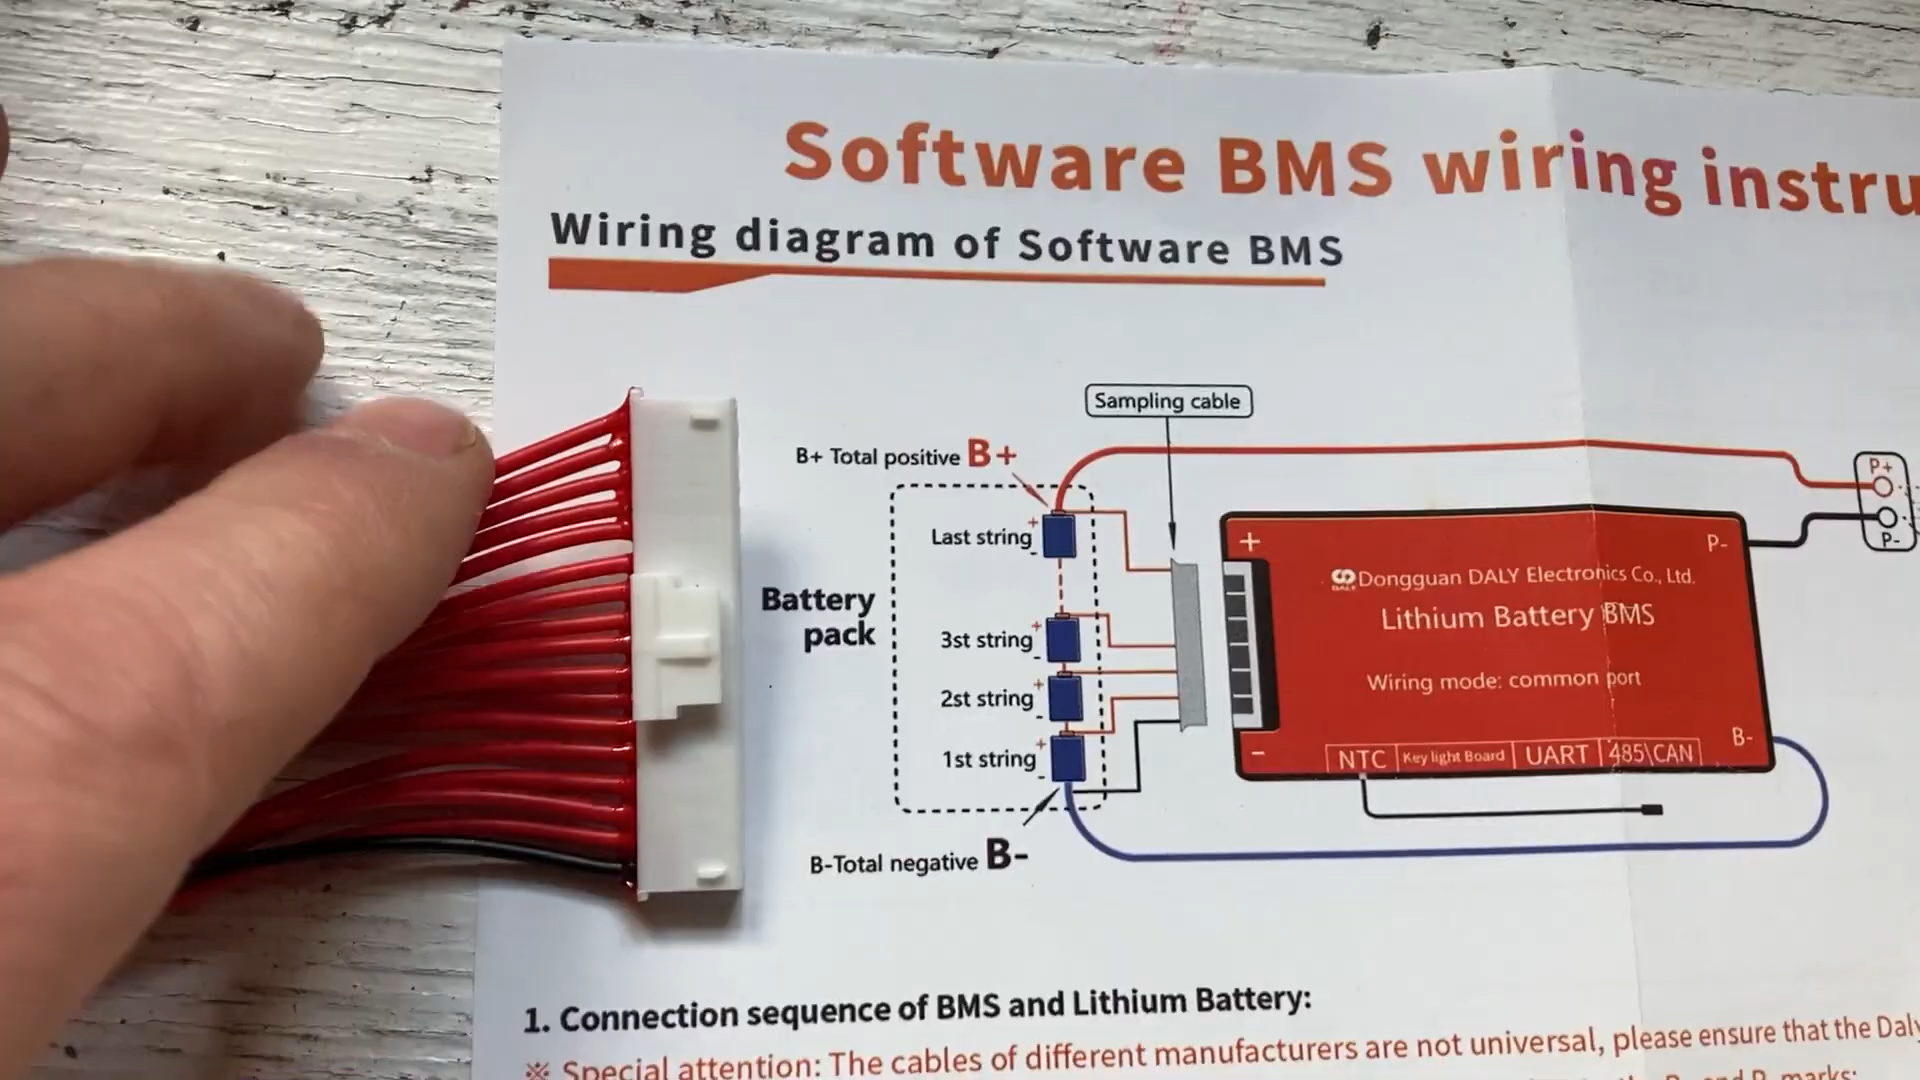 Software BMS wiring instru
Wiring diagram of Software BMS
Sampling cable
B+ Total positive B+
P+
Last string
+
-
+
P-
P-
Dongguan DALY Electronics Co., Ltd.
DALY
Lithium Battery BMS
Battery
pack
3st string
+
-
Wiring mode: common port
2st string
+
-
1st string
+
-
-
NTC
Key light Board
UART
485\CAN
B-
B-Total negative B-
1. Connection sequence of BMS and Lithium Battery:
※ Special attention: The cables of different manufacturers are not universal, please ensure that the Daly
and P- marks: